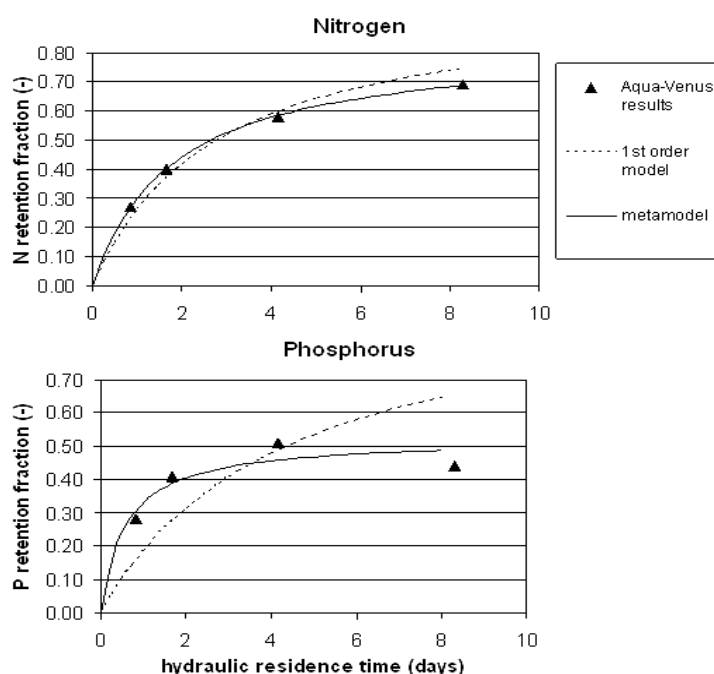 Nitrogen
N retention fraction (-)
0.80
0.70
0.60
0.50
0.40
0.30
0.20
0.10
0.00
0 2 4 6 8 10
Aqua-Venus
results
1st order
model
metamodel
Phosphorus
P retention fraction (-)
0.70
0.60
0.50
0.40
0.30
0.20
0.10
0.00
0 2 4 6 8 10
hydraulic residence time (days)